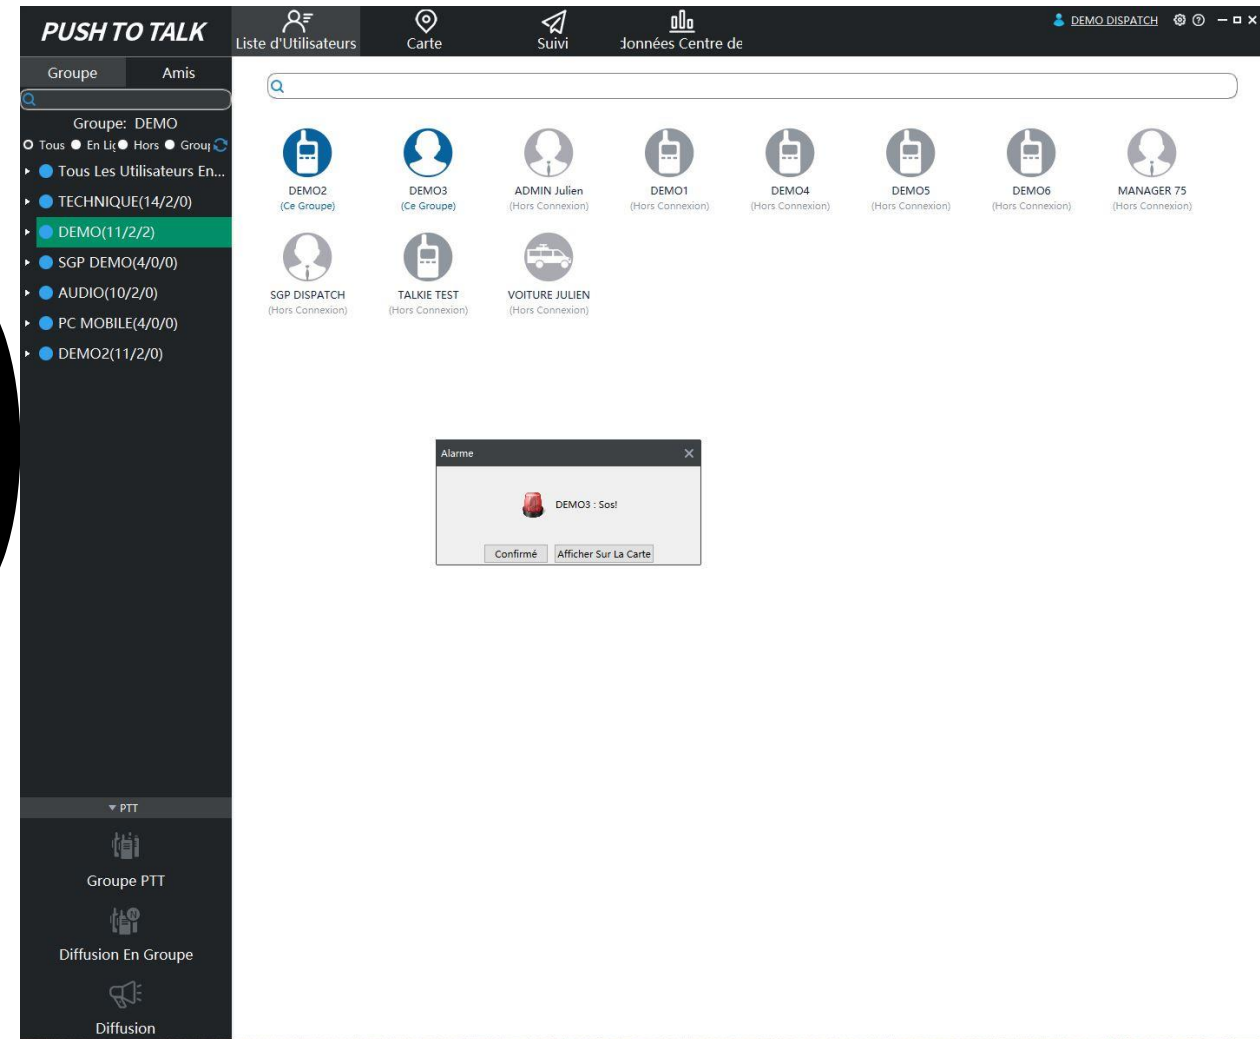 PUSH TO TALK
Liste d'Utilisateurs
Carte
Suivi
données Centre de
DEMO DISPATCH
Groupe
Amis
Groupe: DEMO
Tous En Lig Hors Group
Tous Les Utilisateurs En...
TECHNIQUE(14/2/0)
DEMO(11/2/2)
SGP DEMO(4/0/0)
AUDIO(10/2/0)
PC MOBILE(4/0/0)
DEMO2(11/2/0)
DEMO2
(Ce Groupe)
DEMO3
(Ce Groupe)
ADMIN Julien
(Hors Connexion)
DEMO1
(Hors Connexion)
DEMO4
(Hors Connexion)
DEMO5
(Hors Connexion)
DEMO6
(Hors Connexion)
MANAGER 75
(Hors Connexion)
SGP DISPATCH
(Hors Connexion)
TALKIE TEST
(Hors Connexion)
VOITURE JULIEN
(Hors Connexion)
Alarme
DEMO3 : Sos!
Confirmé
Afficher Sur La Carte
PTT
Groupe PTT
Diffusion En Groupe
Diffusion